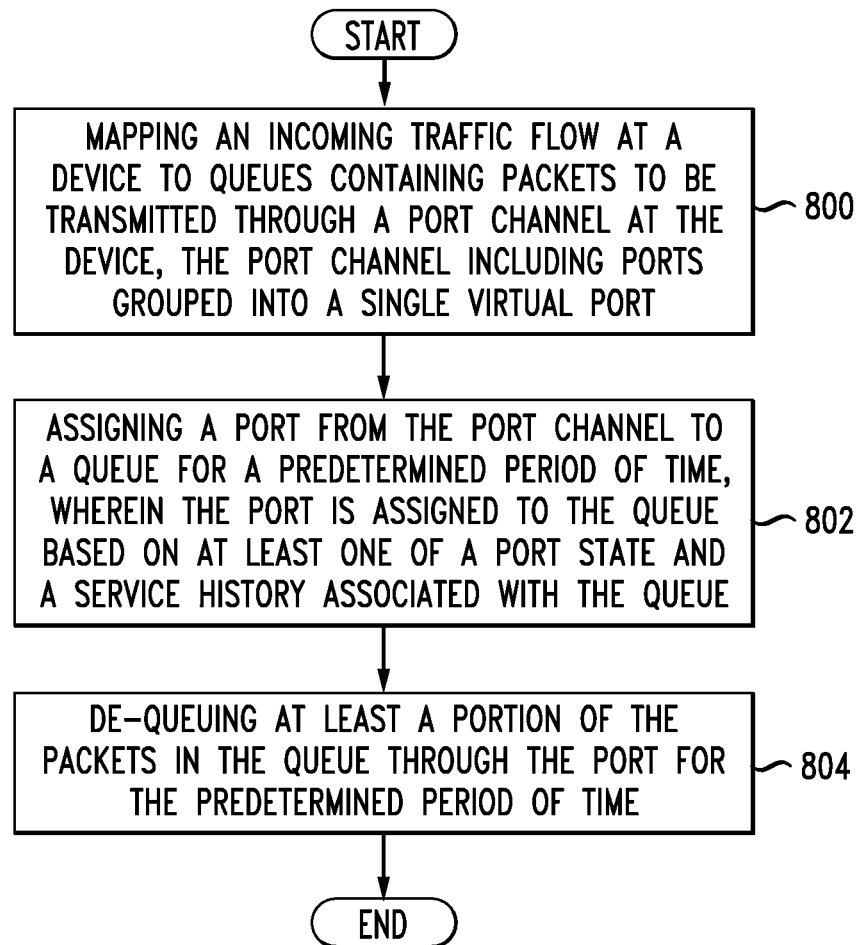 START
MAPPING AN INCOMING TRAFFIC FLOW AT A
DEVICE TO QUEUES CONTAINING PACKETS TO BE
TRANSMITTED THROUGH A PORT CHANNEL AT THE
DEVICE, THE PORT CHANNEL INCLUDING PORTS
GROUPED INTO A SINGLE VIRTUAL PORT
800
ASSIGNING A PORT FROM THE PORT CHANNEL TO
A QUEUE FOR A PREDETERMINED PERIOD OF TIME,
WHEREIN THE PORT IS ASSIGNED TO THE QUEUE
BASED ON AT LEAST ONE OF A PORT STATE AND
A SERVICE HISTORY ASSOCIATED WITH THE QUEUE
802
DE-QUEUING AT LEAST A PORTION OF THE
PACKETS IN THE QUEUE THROUGH THE PORT FOR
THE PREDETERMINED PERIOD OF TIME
804
END